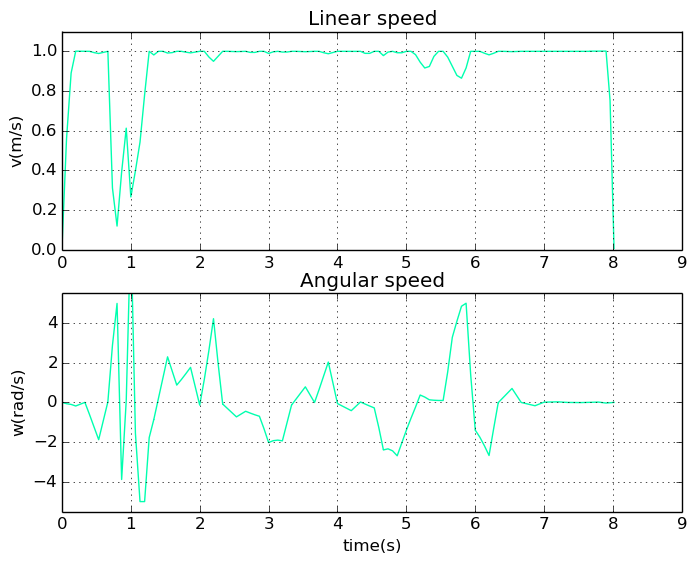 Linear speed
v(m/s)
1.0
0.8
0.6
0.4
0.2
0.0
0 1 2 3 4 5 6 7 8 9
Angular speed
w(rad/s)
4
2
0
−2
−4
0 1 2 3 4 5 6 7 8 9
time(s)